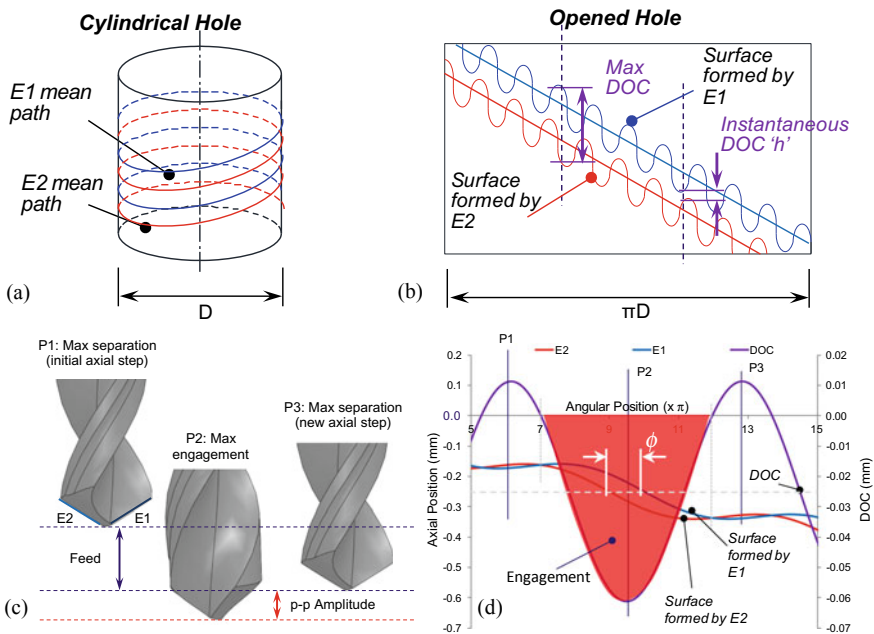 Cylindrical Hole
E1 mean
path
E2 mean
path
(a)
D
Opened Hole
Max
DOC
Surface
formed by
E1
Instantaneous
DOC ‘h’
Surface
formed by
E2
(b)
πD
P1: Max separation
(initial axial step)
P2: Max
engagement
P3: Max separation
(new axial step)
E2
E1
Feed
p-p Amplitude
(c)
P1
E2
E1
DOC
P2
P3
0.2
0.1
0.0
-0.1
-0.2
-0.3
-0.4
-0.5
-0.6
-0.7
Axial Position (mm)
Angular Position (x π)
5
7
9
11
13
15
ϕ
DOC
Surface
formed by
E1
Engagement
Surface
formed by E2
0.02
0.01
0.00
-0.01
-0.02
-0.03
-0.04
-0.05
-0.06
-0.07
DOC (mm)
(d)